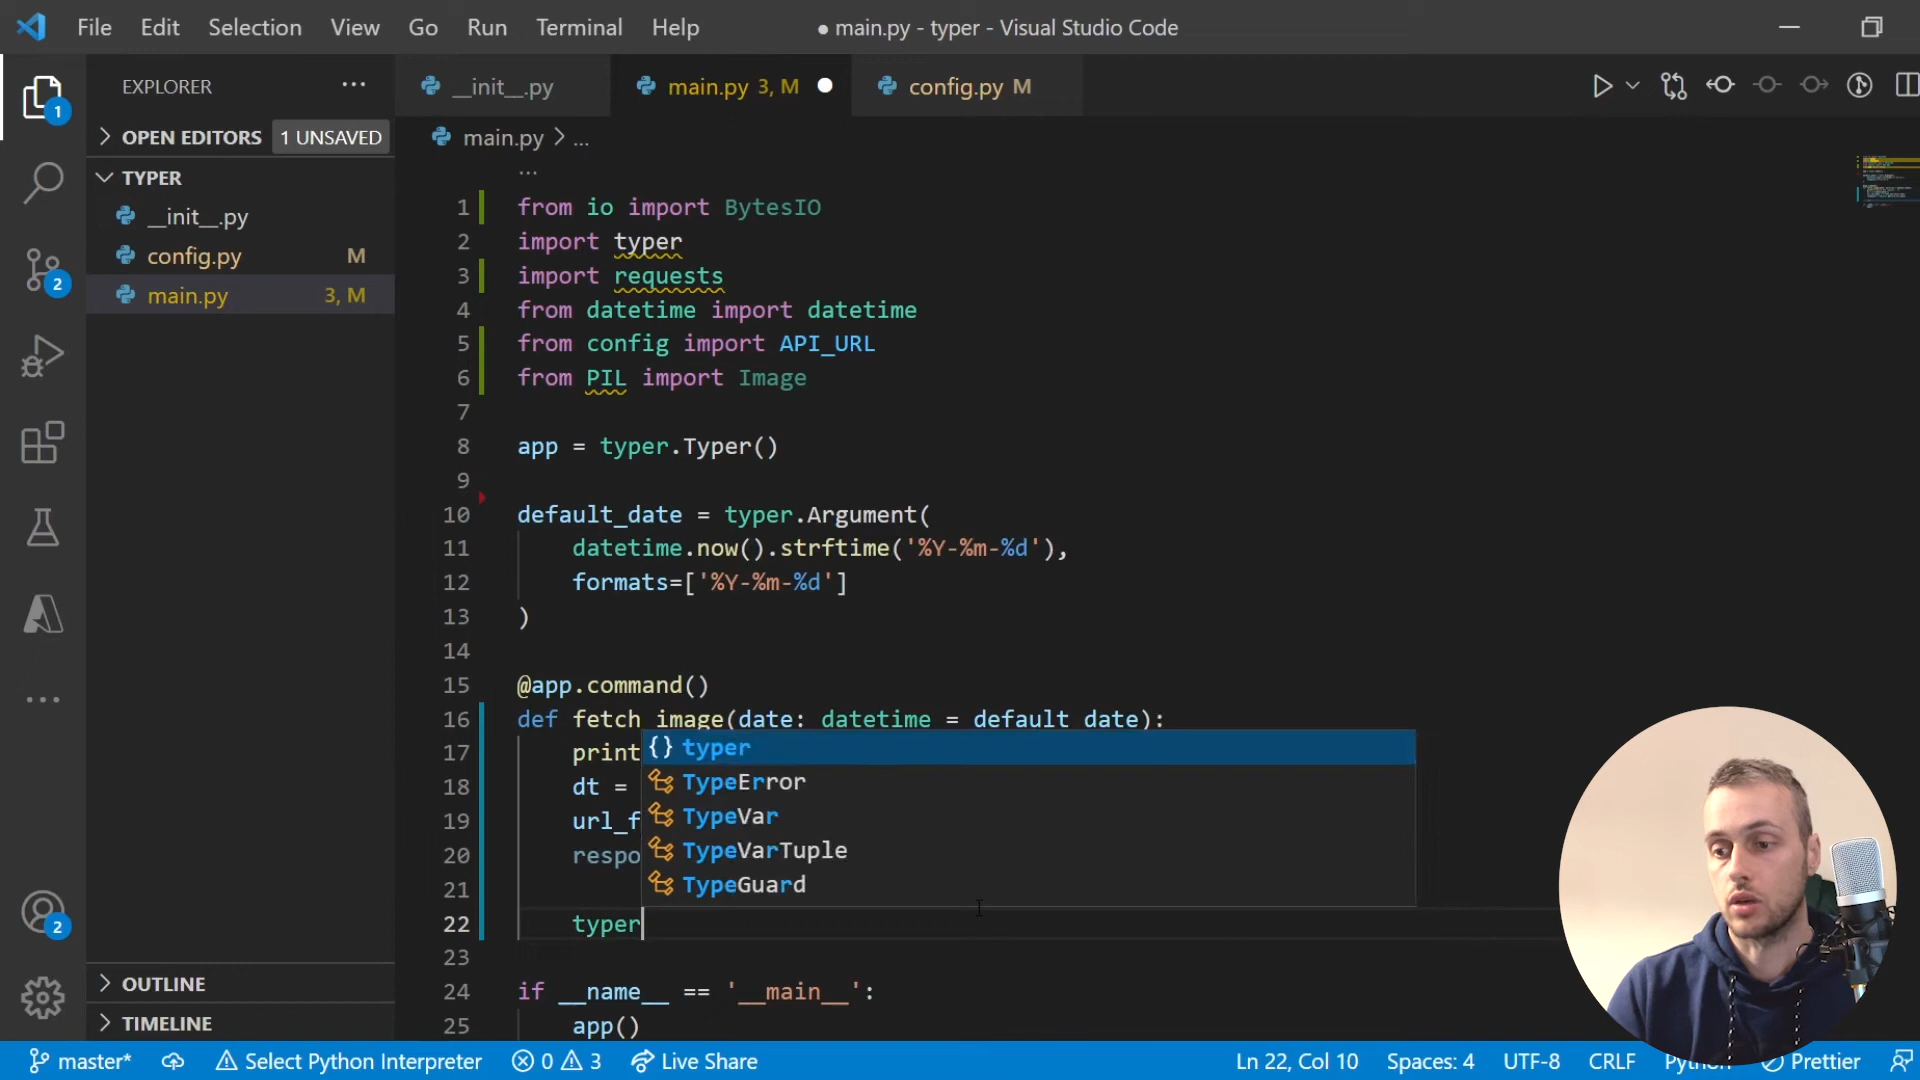 File Edit Selection View Go Run Terminal Help
● main.py - typer - Visual Studio Code
EXPLORER ...
OPEN EDITORS 1 UNSAVED
TYPER
__init__.py
config.py M
main.py 3, M
OUTLINE
TIMELINE
1
2
2
__init__.py
main.py 3, M
config.py M
main.py > ...
...
1 from io import BytesIO
2 import typer
3 import requests
4 from datetime import datetime
5 from config import API_URL
6 from PIL import Image
7
8 app = typer.Typer()
9
10 default_date = typer.Argument(
11 datetime.now().strftime('%Y-%m-%d'),
12 formats=['%Y-%m-%d']
13 )
14
15 @app.command()
16 def fetch_image(date: datetime = default_date):
17 print
18 dt =
19 url_f
20 respo
21
22 typer
23
24 if __name__ == '__main__':
25 app()
{} typer
TypeError
TypeVar
TypeVarTuple
TypeGuard
master* Select Python Interpreter 0 3 Live Share Ln 22, Col 10 Spaces: 4 UTF-8 CRLF Python Prettier